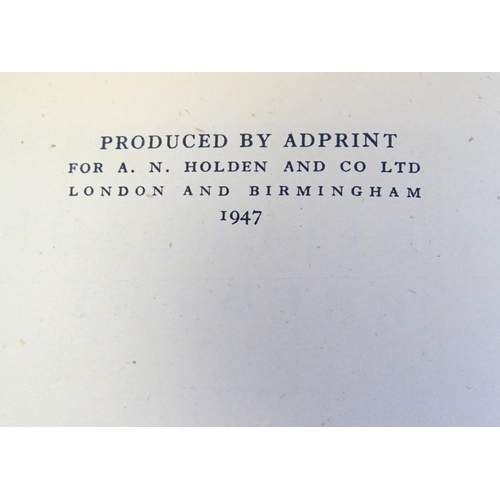 PRODUCED BY ADPRINT
FOR A. N. HOLDEN AND CO LTD
LONDON AND BIRMINGHAM
1947